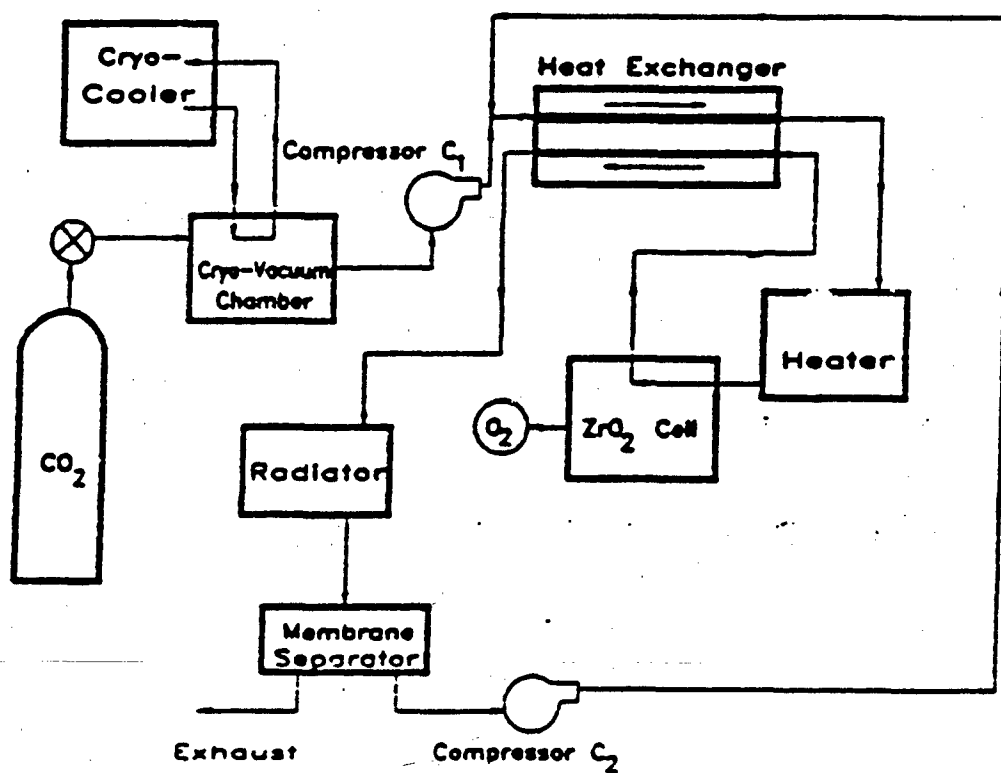 Cryo-
Cooler
Heat Exchanger
Compressor C₁
Cryo-Vacuum
Chamber
Heater
CO₂
O₂
ZrO₂ Cell
Radiator
Membrane
Separator
Exhaust
Compressor C₂